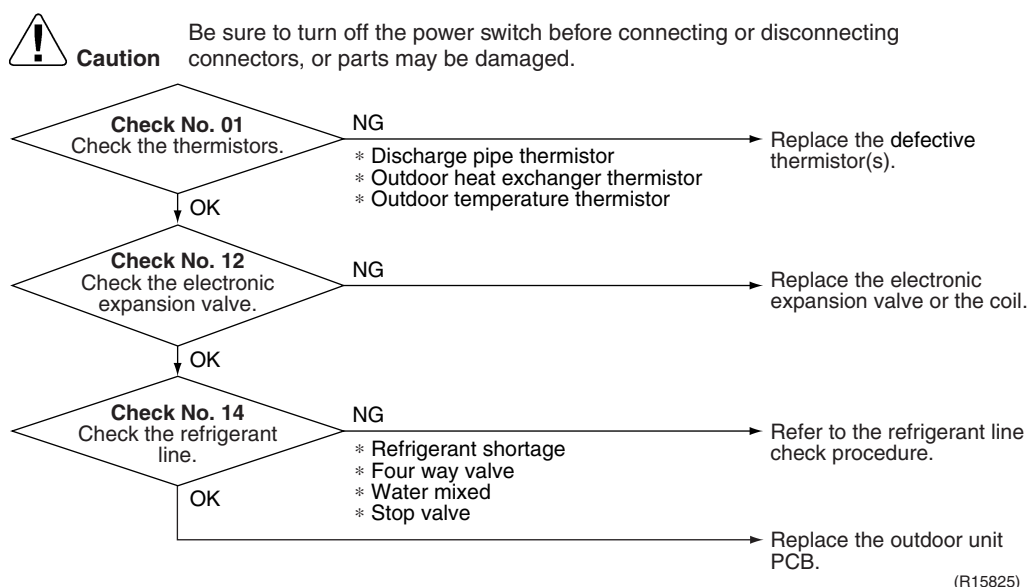 Be sure to turn off the power switch before connecting or disconnecting
Caution connectors, or parts may be damaged.
Check No. 01
Check the thermistors.
NG
∗ Discharge pipe thermistor
∗ Outdoor heat exchanger thermistor
∗ Outdoor temperature thermistor
Replace the defective
thermistor(s).
OK
Check No. 12
Check the electronic
expansion valve.
NG
Replace the electronic
expansion valve or the coil.
OK
Check No. 14
Check the refrigerant
line.
NG
∗ Refrigerant shortage
∗ Four way valve
∗ Water mixed
∗ Stop valve
Refer to the refrigerant line
check procedure.
OK
Replace the outdoor unit
PCB.
(R15825)